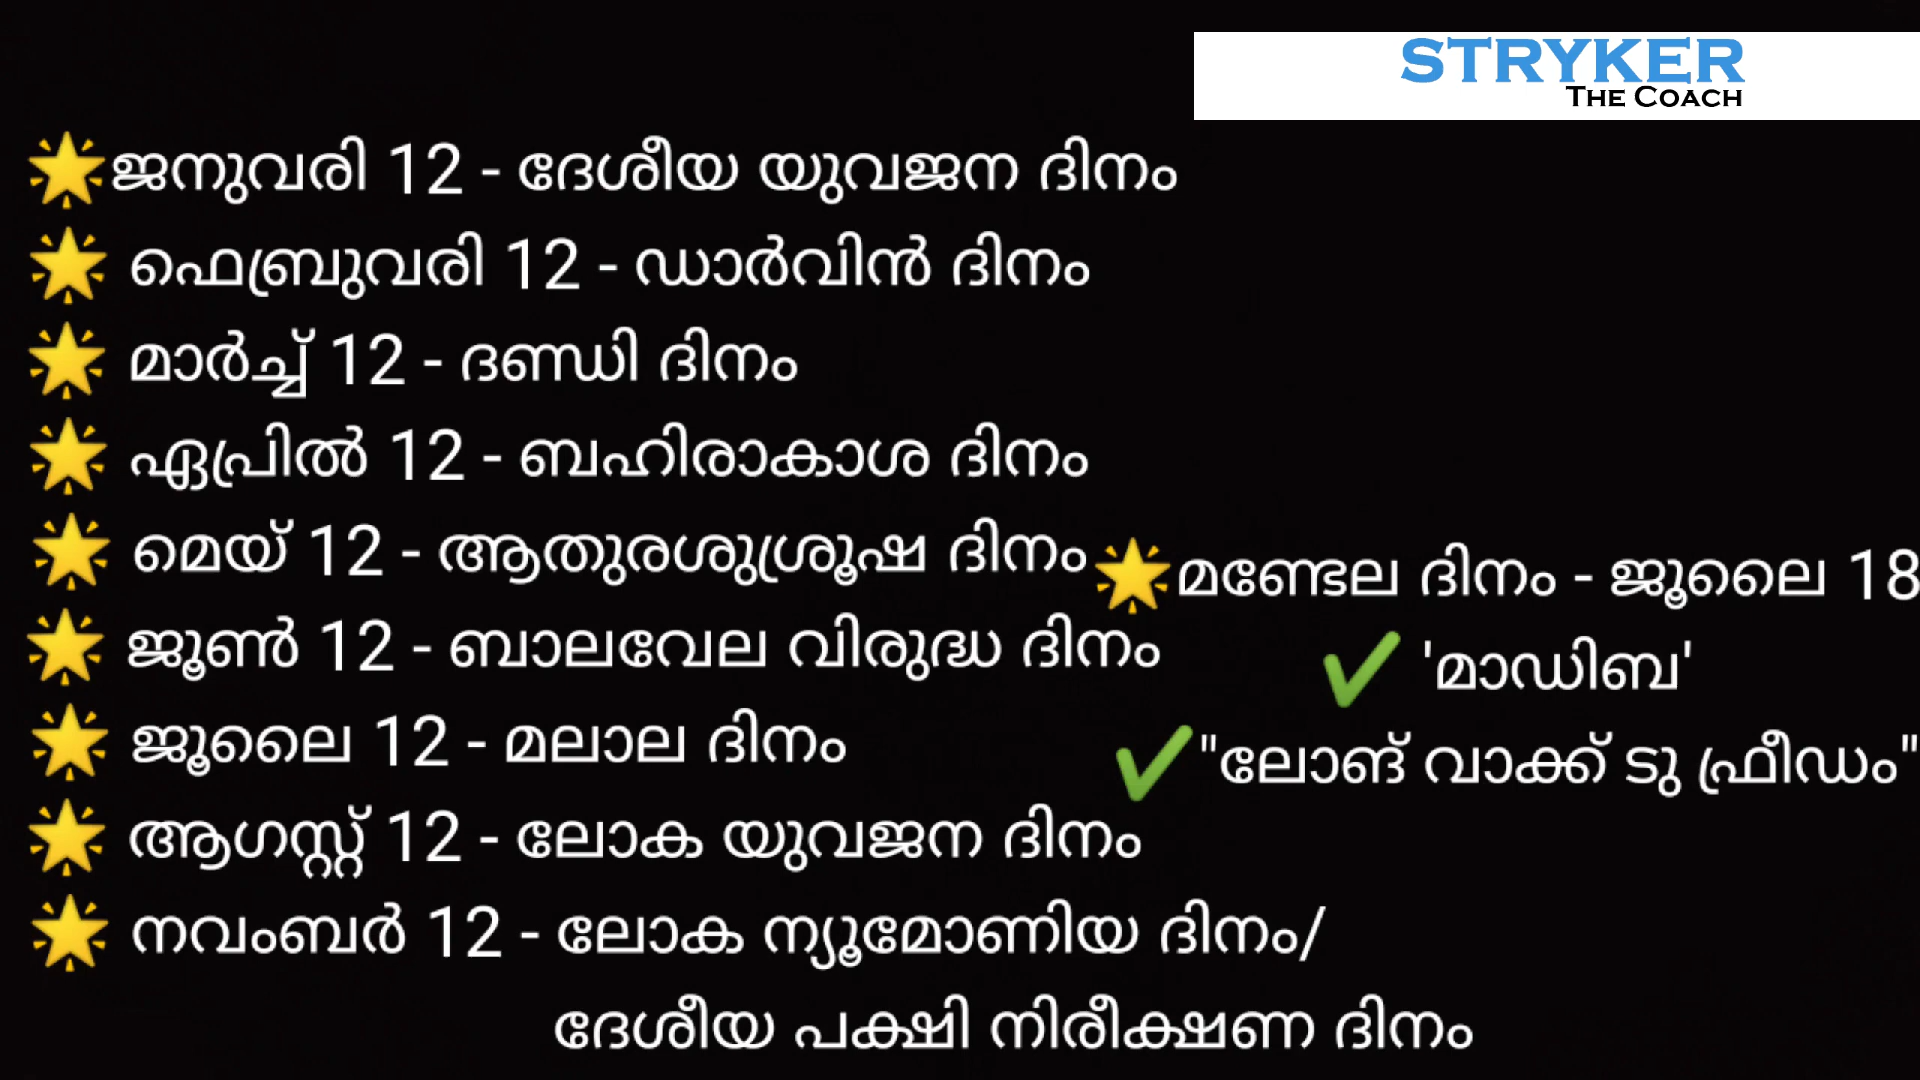 STRYKER
THE COACH
🌟ജനുവരി 12 - ദേശീയ യുവജന ദിനം
🌟 ഫെബ്രുവരി 12 - ഡാർവിൻ ദിനം
🌟 മാർച്ച് 12 - ദണ്ഡി ദിനം
🌟 ഏപ്രിൽ 12 - ബഹിരാകാശ ദിനം
🌟 മെയ് 12 - ആതുരശുശ്രൂഷ ദിനം
🌟 ജൂൺ 12 - ബാലവേല വിരുദ്ധ ദിനം
🌟 ജൂലൈ 12 - മലാല ദിനം
🌟 ആഗസ്റ്റ് 12 - ലോക യുവജന ദിനം
🌟 നവംബർ 12 - ലോക ന്യൂമോണിയ ദിനം/
ദേശീയ പക്ഷി നിരീക്ഷണ ദിനം
🌟മണ്ടേല ദിനം - ജൂലൈ 18
✔ 'മാഡിബ'
✔"ലോങ് വാക്ക് ടു ഫ്രീഡം"